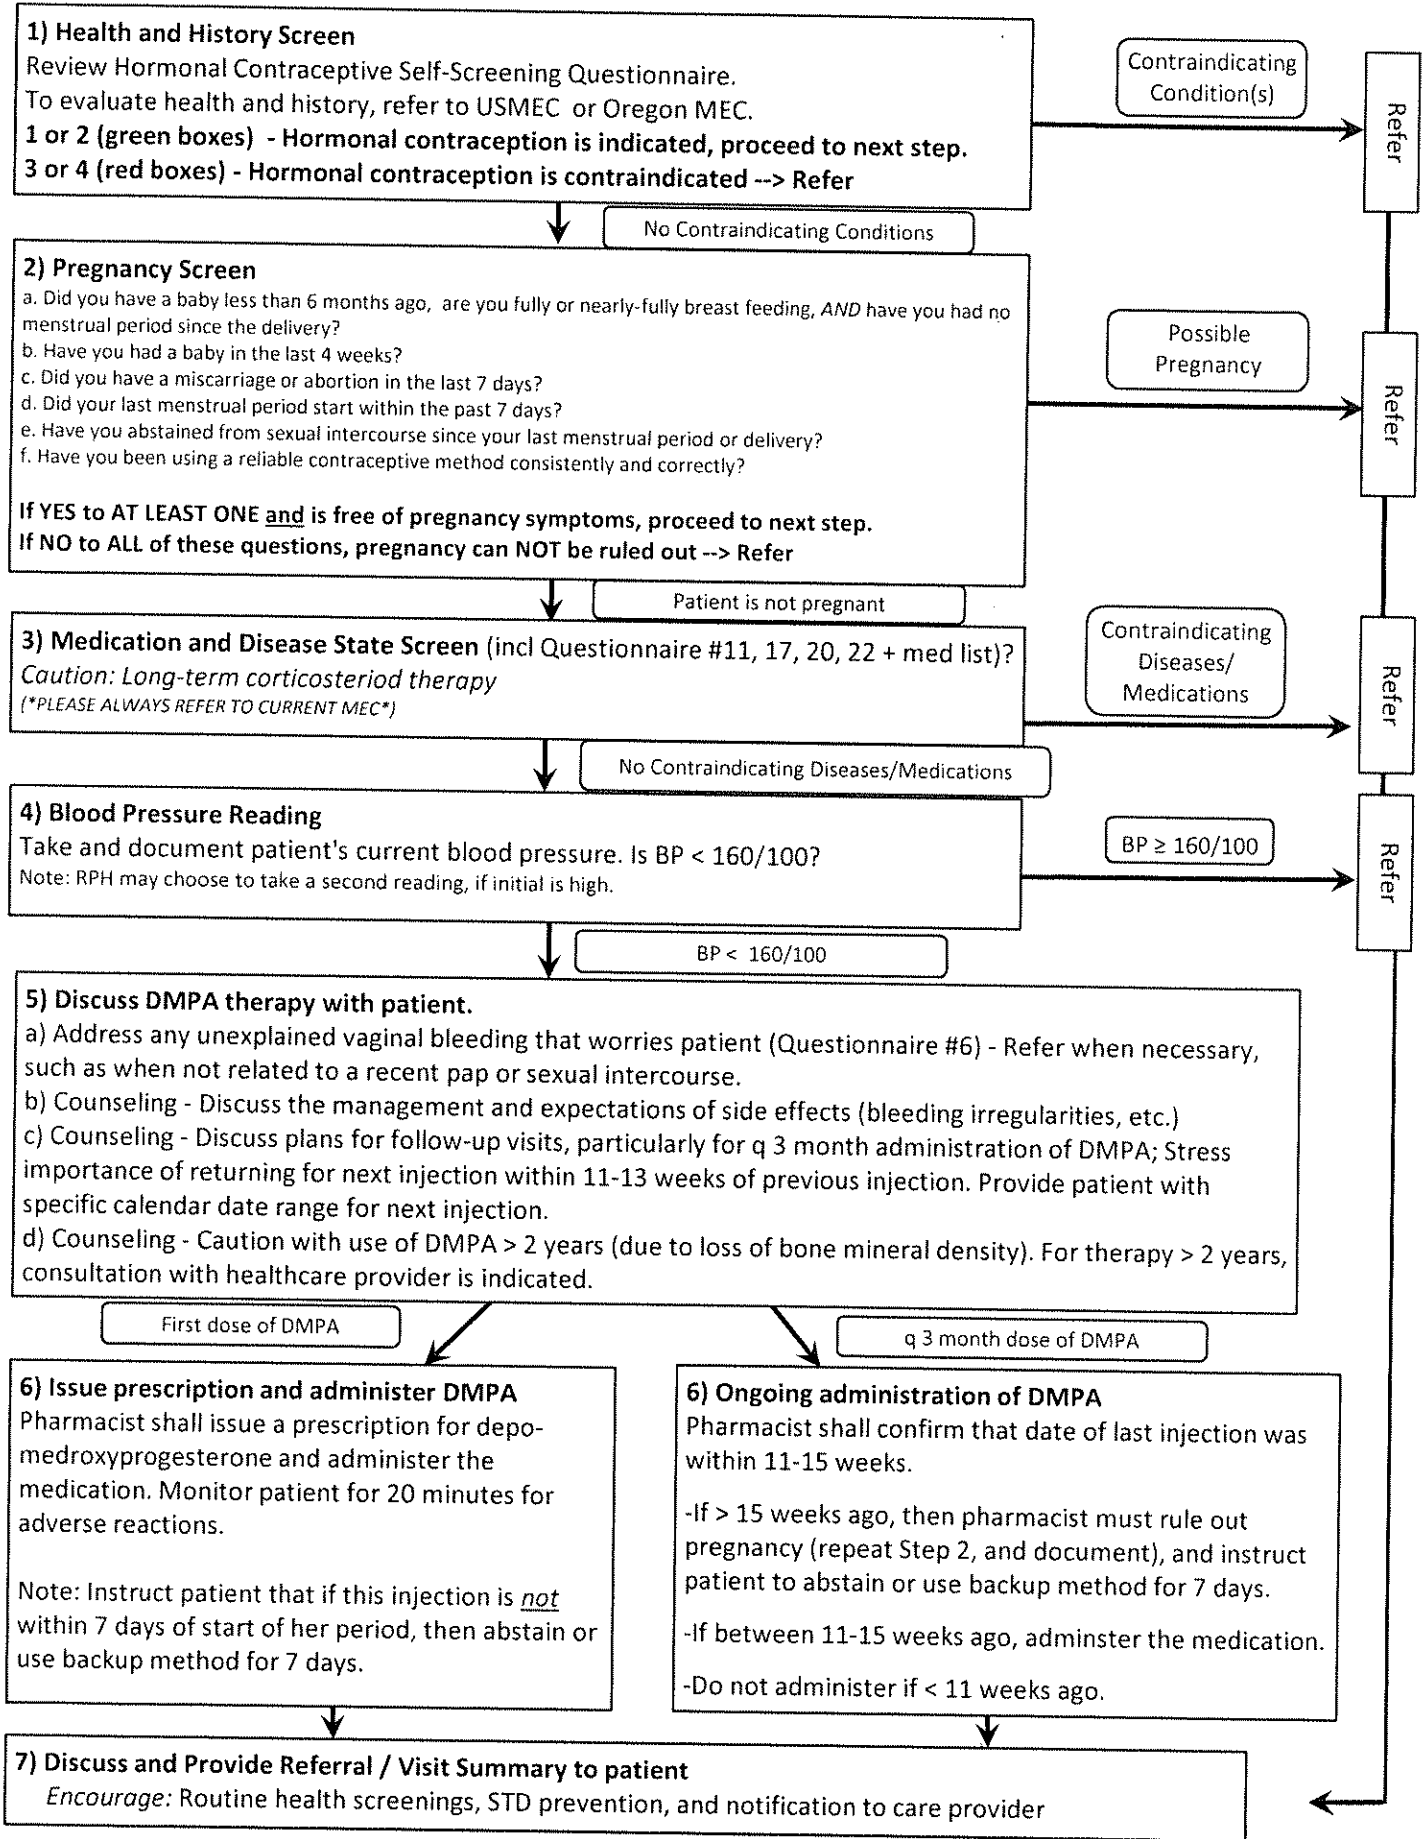 1) Health and History Screen
Review Hormonal Contraceptive Self-Screening Questionnaire.
To evaluate health and history, refer to USMEC or Oregon MEC.
1 or 2 (green boxes) - Hormonal contraception is indicated, proceed to next step.
3 or 4 (red boxes) - Hormonal contraception is contraindicated --> Refer
Contraindicating
Condition(s)
Refer
No Contraindicating Conditions
2) Pregnancy Screen
a. Did you have a baby less than 6 months ago, are you fully or nearly-fully breast feeding, AND have you had no
menstrual period since the delivery?
b. Have you had a baby in the last 4 weeks?
c. Did you have a miscarriage or abortion in the last 7 days?
d. Did your last menstrual period start within the past 7 days?
e. Have you abstained from sexual intercourse since your last menstrual period or delivery?
f. Have you been using a reliable contraceptive method consistently and correctly?
If YES to AT LEAST ONE and is free of pregnancy symptoms, proceed to next step.
If NO to ALL of these questions, pregnancy can NOT be ruled out --> Refer
Possible
Pregnancy
Refer
Patient is not pregnant
3) Medication and Disease State Screen (incl Questionnaire #11, 17, 20, 22 + med list)?
Caution: Long-term corticosteriod therapy
(*PLEASE ALWAYS REFER TO CURRENT MEC*)
Contraindicating
Diseases/
Medications
Refer
No Contraindicating Diseases/Medications
4) Blood Pressure Reading
Take and document patient's current blood pressure. Is BP < 160/100?
Note: RPH may choose to take a second reading, if initial is high.
BP ≥ 160/100
Refer
BP < 160/100
5) Discuss DMPA therapy with patient.
a) Address any unexplained vaginal bleeding that worries patient (Questionnaire #6) - Refer when necessary,
such as when not related to a recent pap or sexual intercourse.
b) Counseling - Discuss the management and expectations of side effects (bleeding irregularities, etc.)
c) Counseling - Discuss plans for follow-up visits, particularly for q 3 month administration of DMPA; Stress
importance of returning for next injection within 11-13 weeks of previous injection. Provide patient with
specific calendar date range for next injection.
d) Counseling - Caution with use of DMPA > 2 years (due to loss of bone mineral density). For therapy > 2 years,
consultation with healthcare provider is indicated.
First dose of DMPA
q 3 month dose of DMPA
6) Issue prescription and administer DMPA
Pharmacist shall issue a prescription for depo-
medroxyprogesterone and administer the
medication. Monitor patient for 20 minutes for
adverse reactions.
Note: Instruct patient that if this injection is not
within 7 days of start of her period, then abstain or
use backup method for 7 days.
6) Ongoing administration of DMPA
Pharmacist shall confirm that date of last injection was
within 11-15 weeks.
-If > 15 weeks ago, then pharmacist must rule out
pregnancy (repeat Step 2, and document), and instruct
patient to abstain or use backup method for 7 days.
-If between 11-15 weeks ago, adminster the medication.
-Do not administer if < 11 weeks ago.
7) Discuss and Provide Referral / Visit Summary to patient
Encourage: Routine health screenings, STD prevention, and notification to care provider